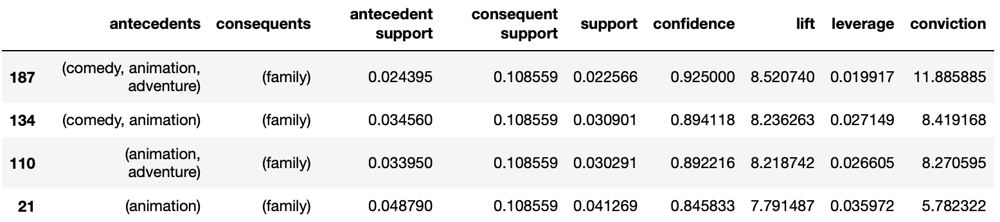 antecedents consequents antecedent support consequent support support confidence lift leverage conviction
187 (comedy, animation, adventure) (family) 0.024395 0.108559 0.022566 0.925000 8.520740 0.019917 11.885885
134 (comedy, animation) (family) 0.034560 0.108559 0.030901 0.894118 8.236263 0.027149 8.419168
110 (animation, adventure) (family) 0.033950 0.108559 0.030291 0.892216 8.218742 0.026605 8.270595
21 (animation) (family) 0.048790 0.108559 0.041269 0.845833 7.791487 0.035972 5.782322